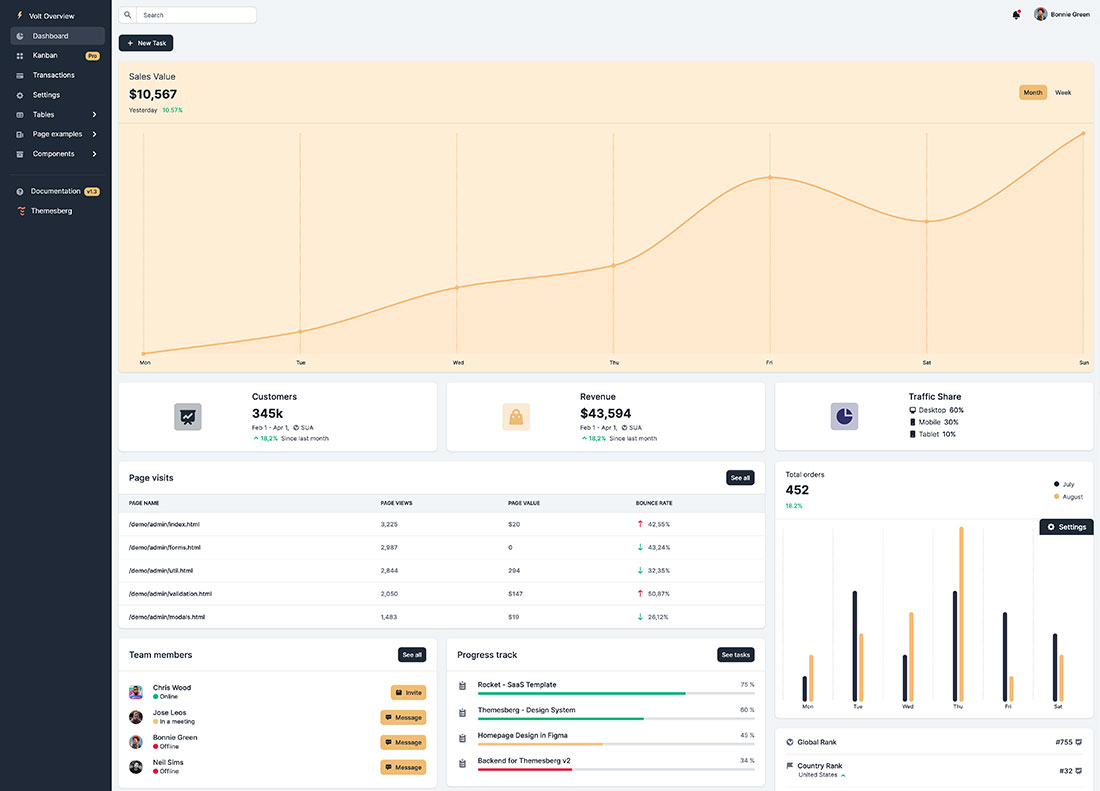 Volt Overview
Dashboard
Kanban Pro
Transactions
Settings
Tables
Page examples
Components
Documentation v1.3
Themesberg
Search
Bonnie Green
New Task
Sales Value
$10,567
Yesterday 10.57%
Month Week
Mon Tue Wed Thu Fri Sat Sun
Customers
345k
Feb 1 - Apr 1, SUA
18,2% Since last month
Revenue
$43,594
Feb 1 - Apr 1, SUA
18,2% Since last month
Traffic Share
Desktop 60%
Mobile 30%
Tablet 10%
Page visits See all
PAGE NAME PAGE VIEWS PAGE VALUE BOUNCE RATE
/demo/admin/index.html 3,225 $20 42,55%
/demo/admin/forms.html 2,987 0 43,24%
/demo/admin/util.html 2,844 294 32,35%
/demo/admin/validation.html 2,050 $147 50,87%
/demo/admin/modals.html 1,483 $19 26,12%
Total orders
452
18.2%
July
August
Settings
Mon Tue Wed Thu Fri Sat
Team members See all
Chris Wood
Online
Invite
Jose Leos
In a meeting
Message
Bonnie Green
Offline
Message
Neil Sims
Offline
Message
Progress track See tasks
Rocket - SaaS Template 75 %
Themesberg - Design System 60 %
Homepage Design in Figma 45 %
Backend for Themesberg v2 34 %
Global Rank #755
Country Rank
United States
#32